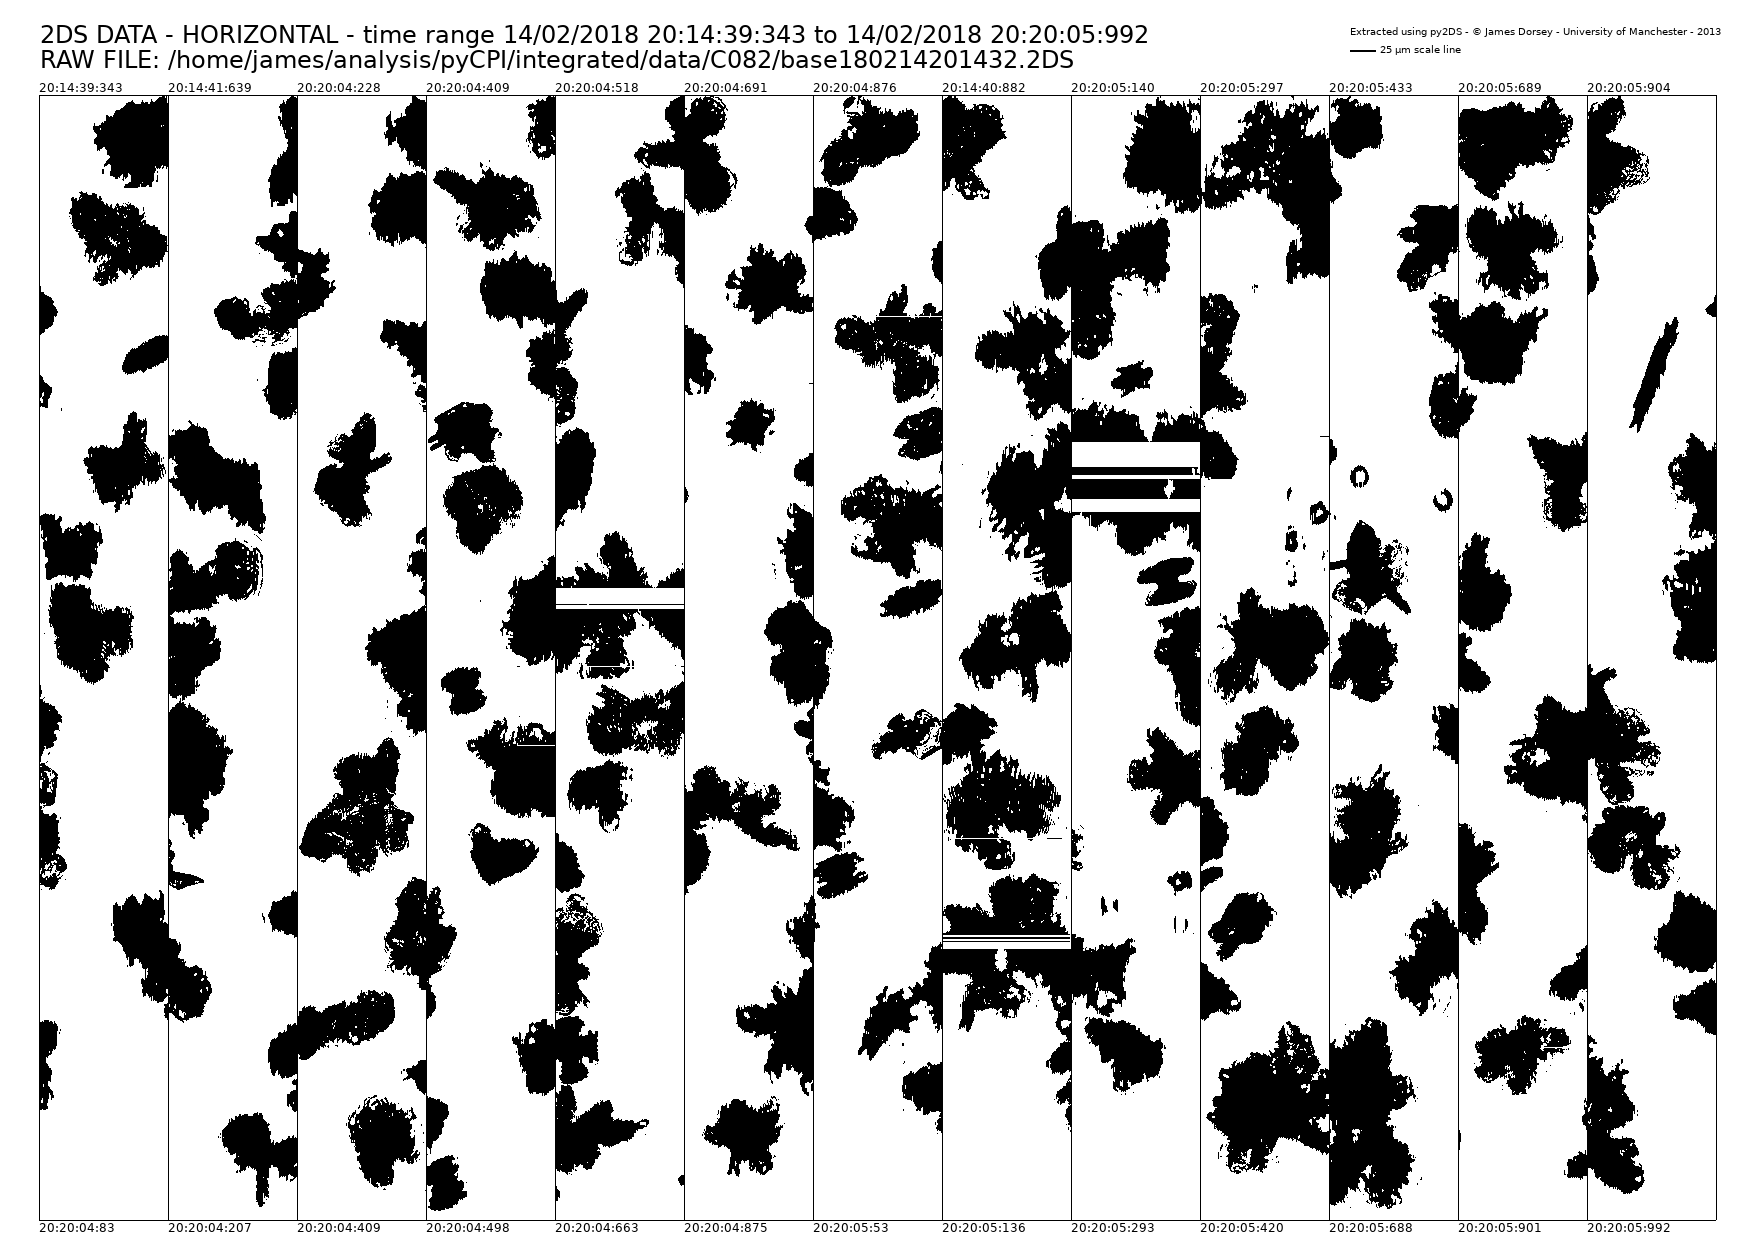 2DS DATA - HORIZONTAL - time range 14/02/2018 20:14:39:343 to 14/02/2018 20:20:05:992
RAW FILE: /home/james/analysis/pyCPI/integrated/data/C082/base180214201432.2DS
Extracted using py2DS - © James Dorsey - University of Manchester - 2013
25 µm scale line
20:14:39:343 20:14:41:639 20:20:04:228 20:20:04:409 20:20:04:518 20:20:04:691 20:20:04:876 20:14:40:882 20:20:05:140 20:20:05:297 20:20:05:433 20:20:05:689 20:20:05:904
20:20:04:83 20:20:04:207 20:20:04:409 20:20:04:498 20:20:04:663 20:20:04:875 20:20:05:53 20:20:05:136 20:20:05:293 20:20:05:420 20:20:05:688 20:20:05:901 20:20:05:992